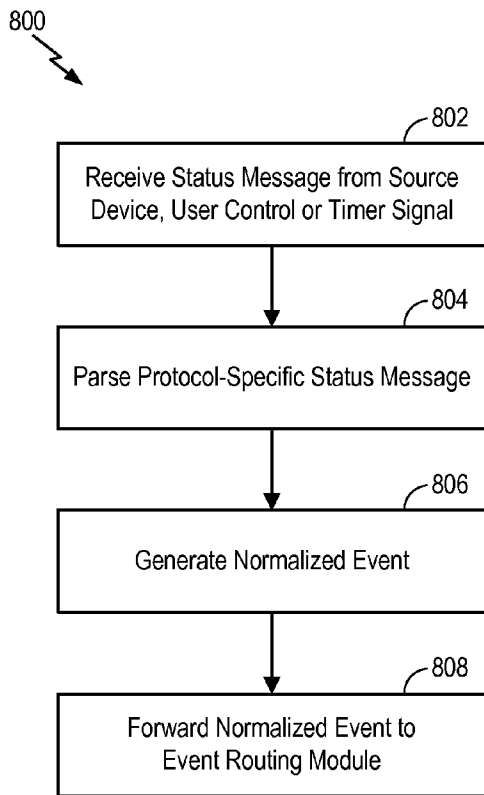 800
802
Receive Status Message from Source
Device, User Control or Timer Signal
804
Parse Protocol-Specific Status Message
806
Generate Normalized Event
808
Forward Normalized Event to
Event Routing Module